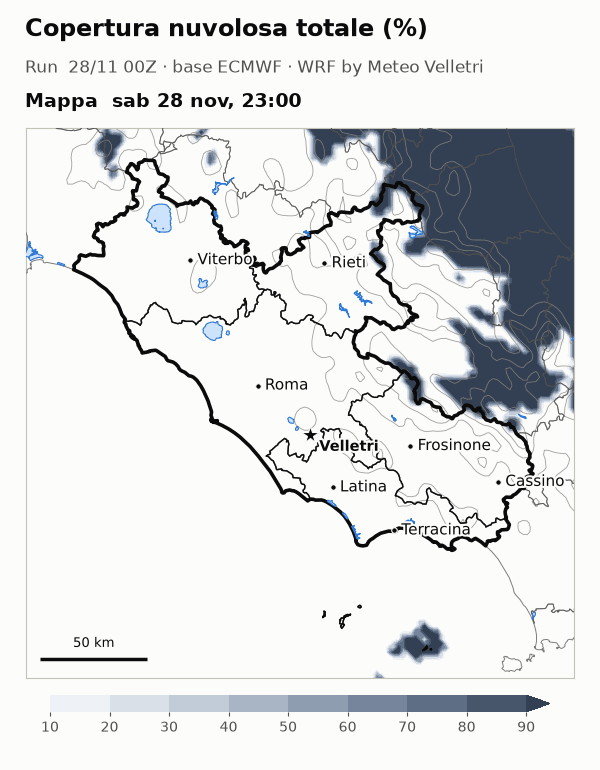 Copertura nuvolosa totale (%)
Run  28/11 00Z · base ECMWF · WRF by Meteo Velletri
Mappa  sab 28 nov, 23:00
Viterbo
Rieti
Roma
Velletri
Frosinone
Latina
Cassino
Terracina
50 km
10 20 30 40 50 60 70 80 90